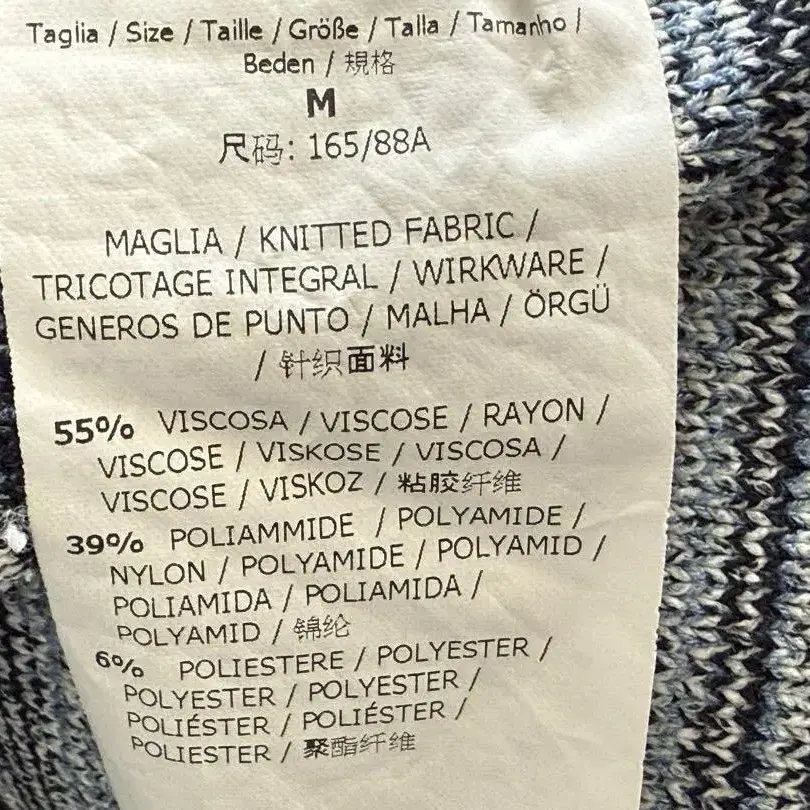 Taglia / Size / Taille / Größe / Talla / Tamanho /
Beden / 規格
M
尺码: 165/88A
MAGLIA / KNITTED FABRIC /
TRICOTAGE INTEGRAL / WIRKWARE /
GENEROS DE PUNTO / MALHA / ÖRGÜ
/ 针织面料
55% VISCOSA / VISCOSE / RAYON /
VISCOSE / VISKOSE / VISCOSA /
VISCOSE / VISKOZ / 粘胶纤维
39% POLIAMMIDE / POLYAMIDE /
NYLON / POLYAMIDE / POLYAMID /
POLIAMIDA / POLIAMIDA /
POLYAMID / 锦纶
6% POLIESTERE / POLYESTER /
POLYESTER / POLYESTER /
POLIÉSTER / POLIÉSTER /
POLIESTER / 聚酯纤维